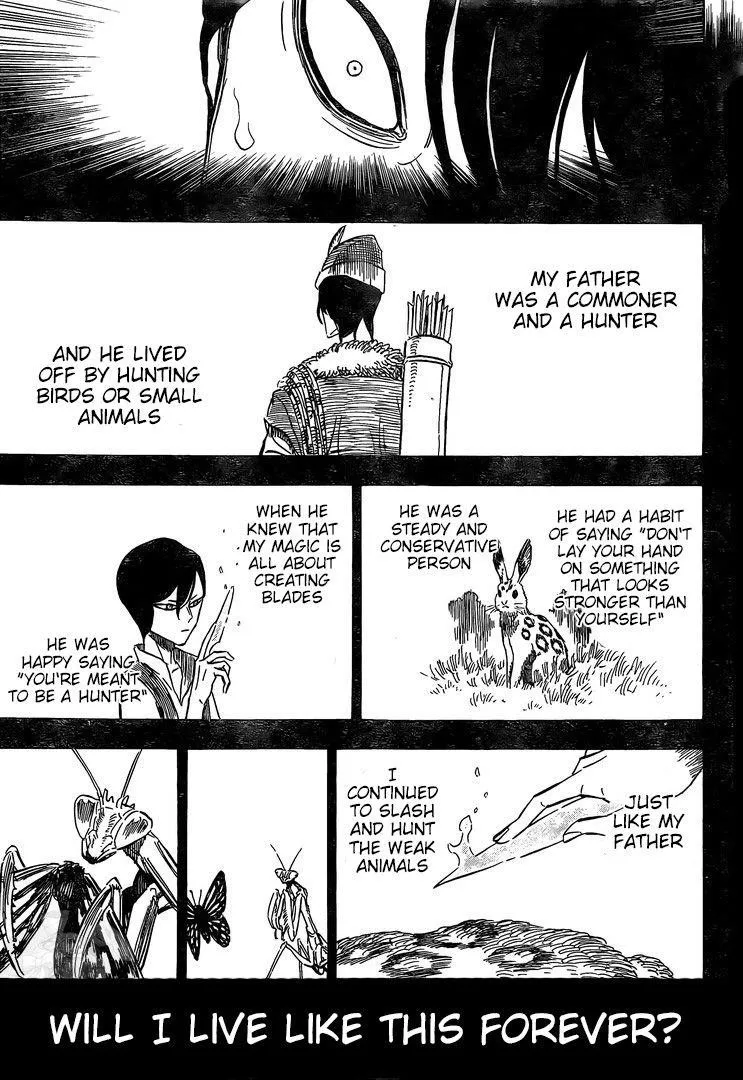 MY FATHER
WAS A COMMONER
AND A HUNTER
AND HE LIVED
OFF BY HUNTING
BIRDS OR SMALL
ANIMALS
HE HAD A HABIT
OF SAYING "DON'T
LAY YOUR HAND
ON SOMETHING
THAT LOOKS
STRONGER THAN
YOURSELF"
HE WAS A
STEADY AND
CONSERVATIVE
PERSON
WHEN HE
KNEW THAT
MY MAGIC IS
ALL ABOUT
CREATING
BLADES
HE WAS
HAPPY SAYING
"YOU'RE MEANT
TO BE A HUNTER"
JUST
LIKE MY
FATHER
I
CONTINUED
TO SLASH
AND HUNT
THE WEAK
ANIMALS
WILL I LIVE LIKE THIS FOREVER?